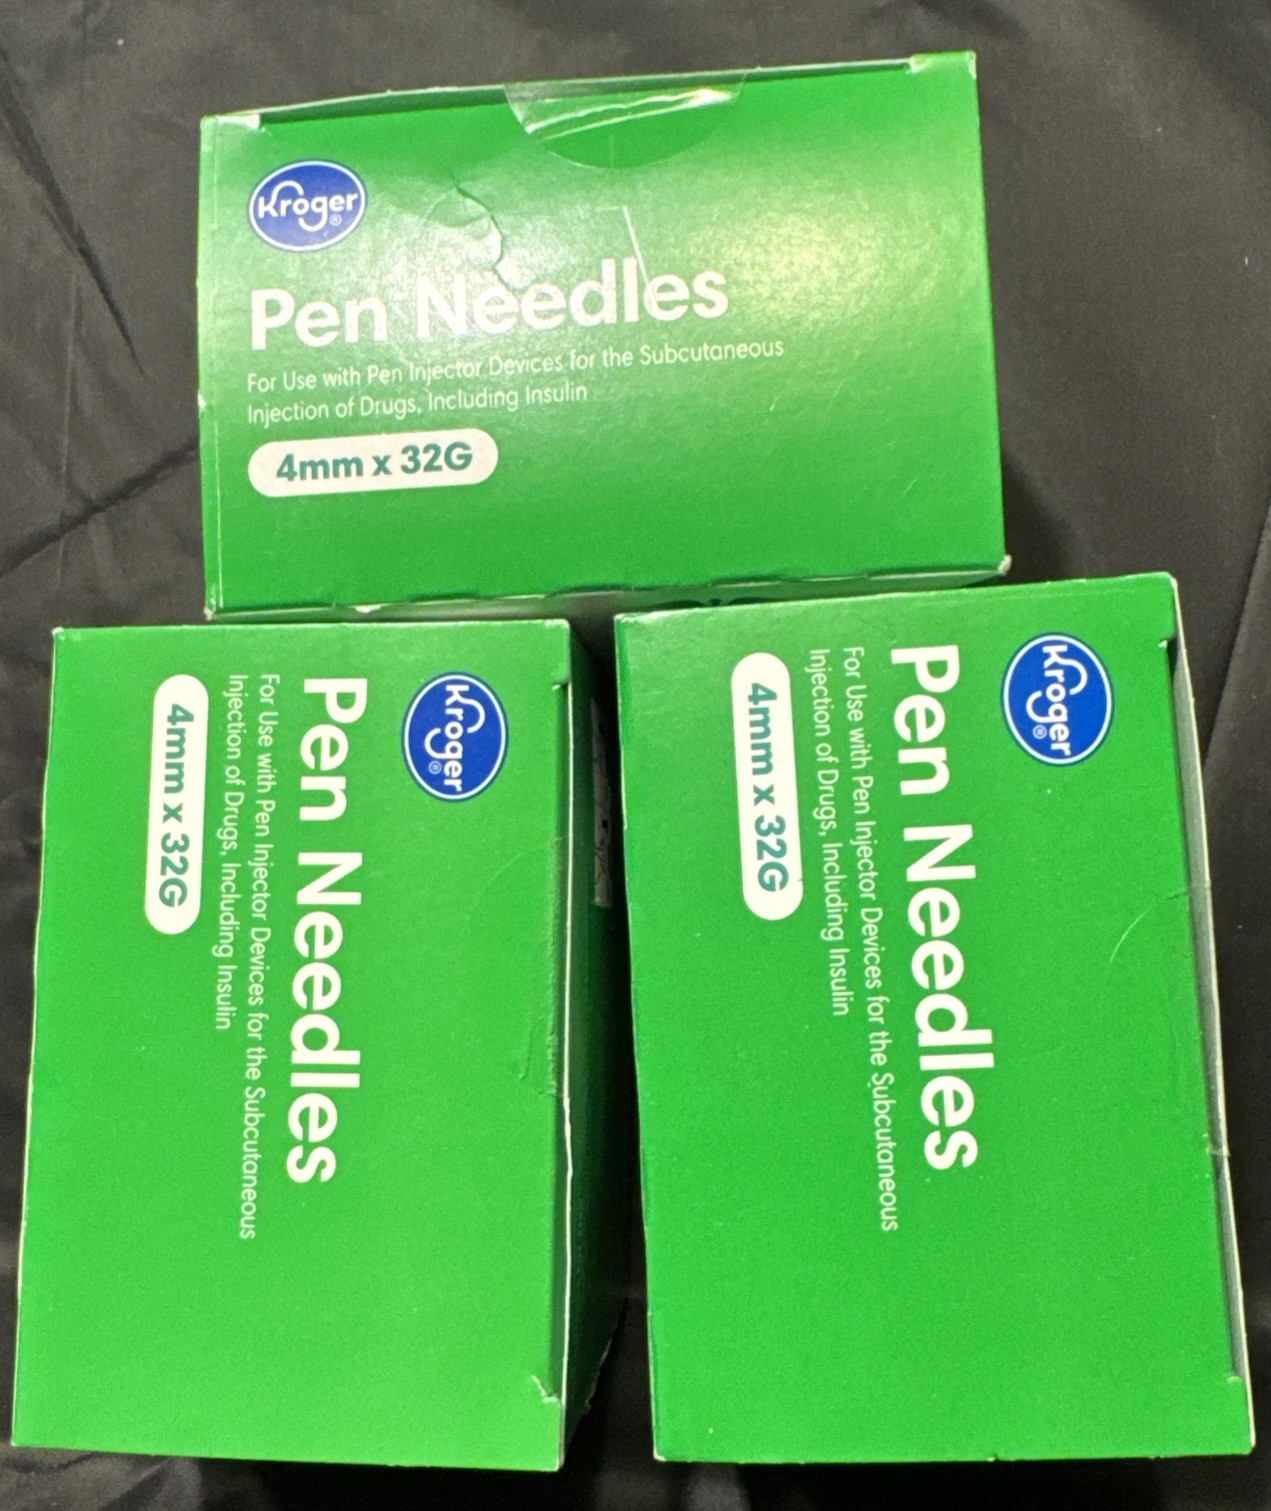 Kroger®
Pen Needles
For Use with Pen Injector Devices for the Subcutaneous
Injection of Drugs, Including Insulin
4mm x 32G
Kroger®
Pen Needles
For Use with Pen Injector Devices for the Subcutaneous
Injection of Drugs, Including Insulin
4mm x 32G
Kroger®
Pen Needles
For Use with Pen Injector Devices for the Subcutaneous
Injection of Drugs, Including Insulin
4mm x 32G